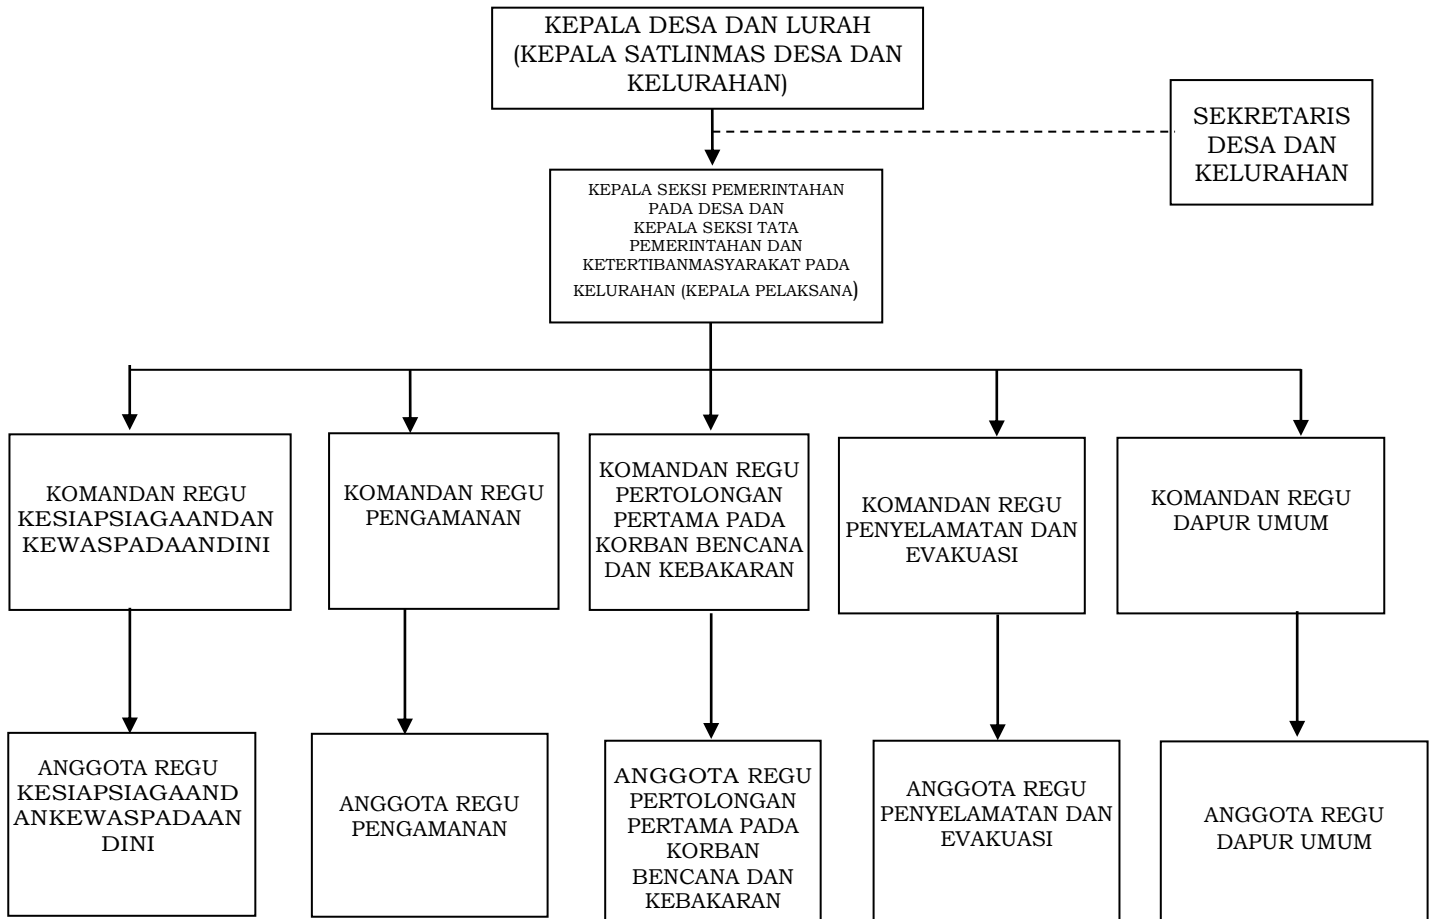 KEPALA DESA DAN LURAH
(KEPALA SATLINMAS DESA DAN
KELURAHAN)
SEKRETARIS
DESA DAN
KELURAHAN
KEPALA SEKSI PEMERINTAHAN
PADA DESA DAN
KEPALA SEKSI TATA
PEMERINTAHAN DAN
KETERTIBANMASYARAKAT PADA
KELURAHAN (KEPALA PELAKSANA)
KOMANDAN REGU
KESIAPSIAGAANDAN
KEWASPADAANDINI
KOMANDAN REGU
PENGAMANAN
KOMANDAN REGU
PERTOLONGAN
PERTAMA PADA
KORBAN BENCANA
DAN KEBAKARAN
KOMANDAN REGU
PENYELAMATAN DAN
EVAKUASI
KOMANDAN REGU
DAPUR UMUM
ANGGOTA REGU
KESIAPSIAGAAND
ANKEWASPADAAN
DINI
ANGGOTA REGU
PENGAMANAN
ANGGOTA REGU
PERTOLONGAN
PERTAMA PADA
KORBAN
BENCANA DAN
KEBAKARAN
ANGGOTA REGU
PENYELAMATAN DAN
EVAKUASI
ANGGOTA REGU
DAPUR UMUM